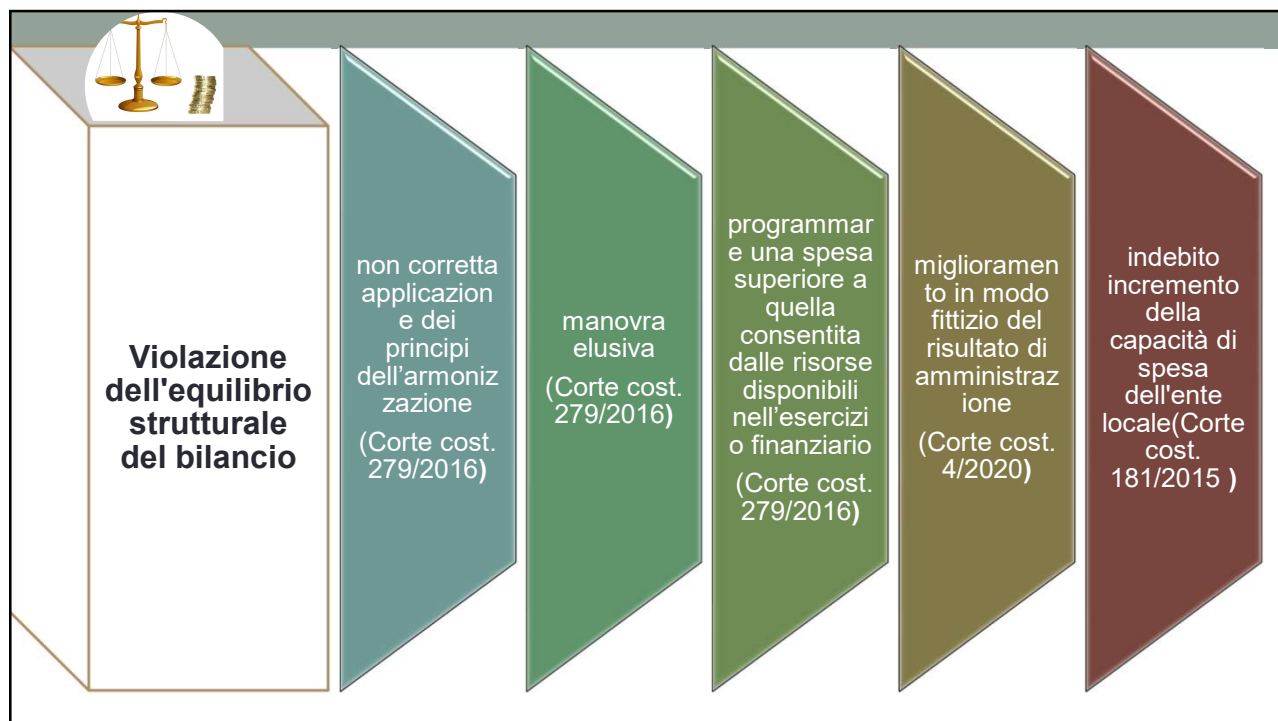 Violazione
dell'equilibrio
strutturale
del bilancio
non corretta
applicazion
e dei
principi
dell’armoniz
zazione
(Corte cost.
279/2016)
manovra
elusiva
(Corte cost.
279/2016)
programmar
e una spesa
superiore a
quella
consentita
dalle risorse
disponibili
nell’esercizi
o finanziario
(Corte cost.
279/2016)
miglioramen
to in modo
fittizio del
risultato di
amministraz
ione
(Corte cost.
4/2020)
indebito
incremento
della
capacità di
spesa
dell'ente
locale(Corte
cost.
181/2015 )